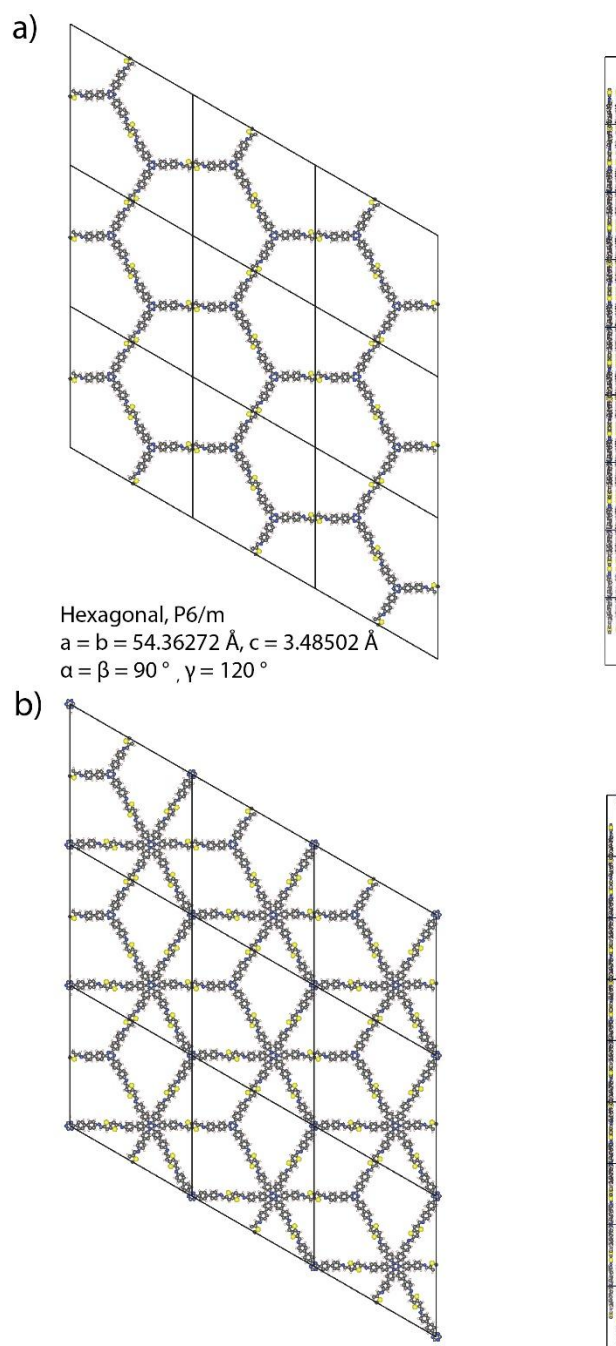 a)
Hexagonal, P6/m
a = b = 54.36272 Å, c = 3.48502 Å
α = β = 90 ° , γ = 120 °
b)